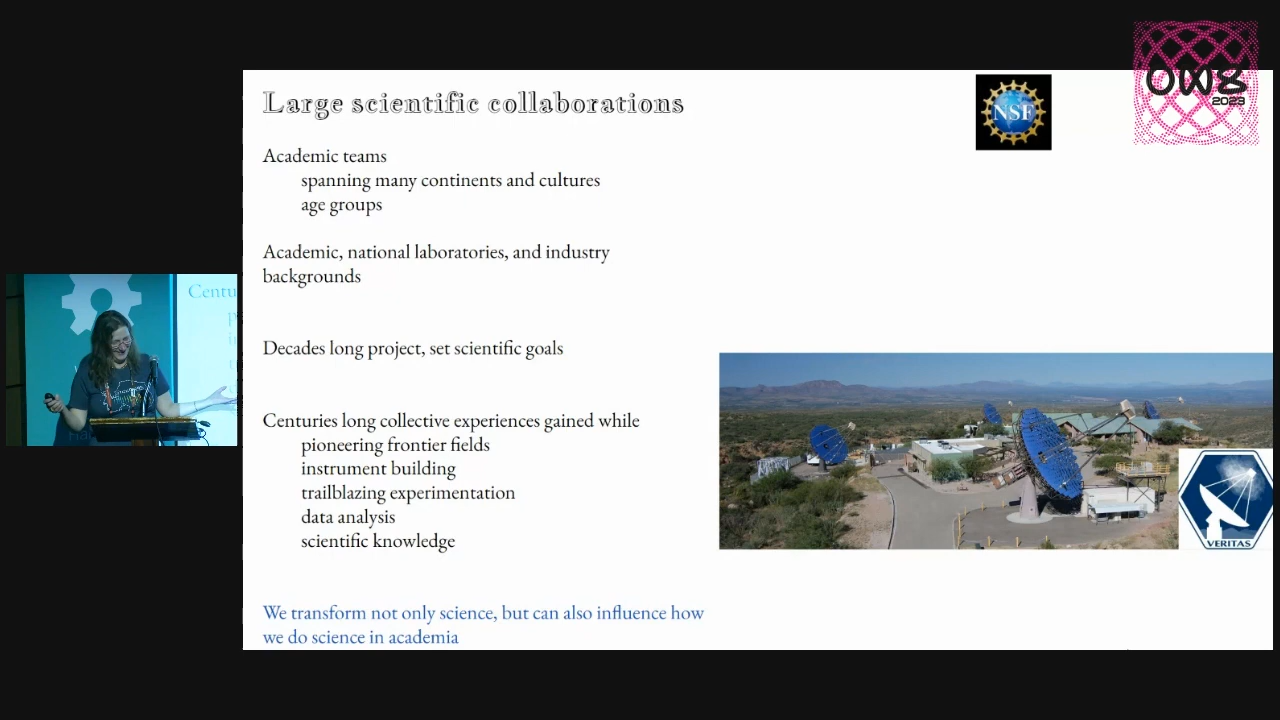 Large scientific collaborations
NSF
OW8
2023
Academic teams
spanning many continents and cultures
age groups
Academic, national laboratories, and industry
backgrounds
Decades long project, set scientific goals
Centuries long collective experiences gained while
pioneering frontier fields
instrument building
trailblazing experimentation
data analysis
scientific knowledge
We transform not only science, but can also influence how
we do science in academia
VERITAS
Centu